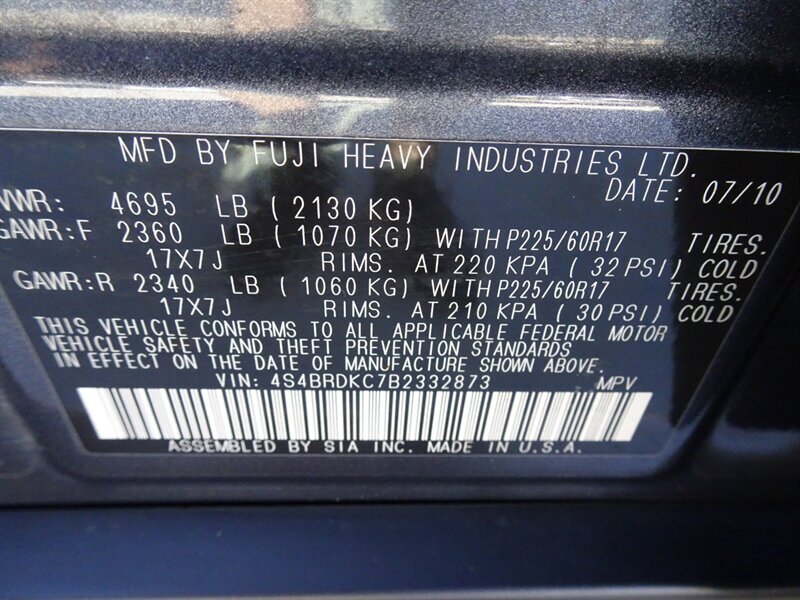 MFD BY FUJI HEAVY INDUSTRIES LTD.
DATE: 07/10
VWR: 4695 LB ( 2130 KG)
GAWR:F 2360 LB ( 1070 KG) WITH P225/60R17 TIRES.
17X7J RIMS. AT 220 KPA ( 32 PSI) COLD
GAWR:R 2340 LB ( 1060 KG) WITH P225/60R17 TIRES.
17X7J RIMS. AT 210 KPA ( 30 PSI) COLD
THIS VEHICLE CONFORMS TO ALL APPLICABLE FEDERAL MOTOR
VEHICLE SAFETY AND THEFT PREVENTION STANDARDS
IN EFFECT ON THE DATE OF MANUFACTURE SHOWN ABOVE.
VIN: 4S4BRDKC7B2332873 MPV
ASSEMBLED BY SIA INC. MADE IN U.S.A.